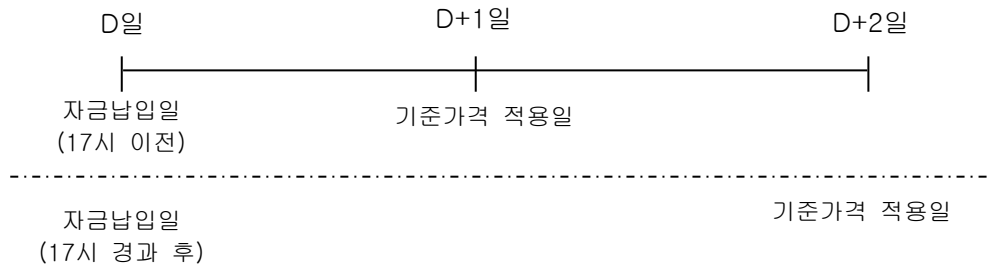 D일
D+1일
D+2일
자금납입일
(17시 이전)
기준가격 적용일
자금납입일
(17시 경과 후)
기준가격 적용일